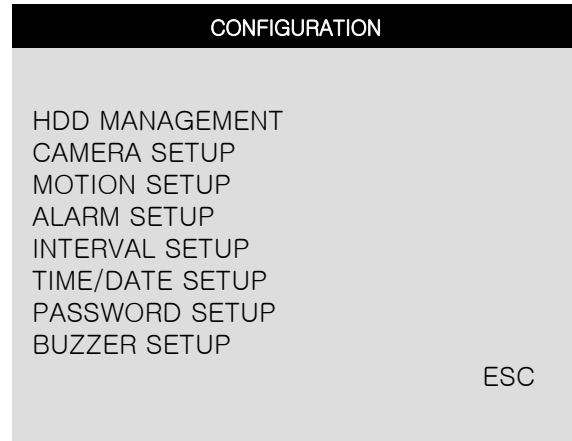 CONFIGURATION
HDD MANAGEMENT
CAMERA SETUP
MOTION SETUP
ALARM SETUP
INTERVAL SETUP
TIME/DATE SETUP
PASSWORD SETUP
BUZZER SETUP
ESC